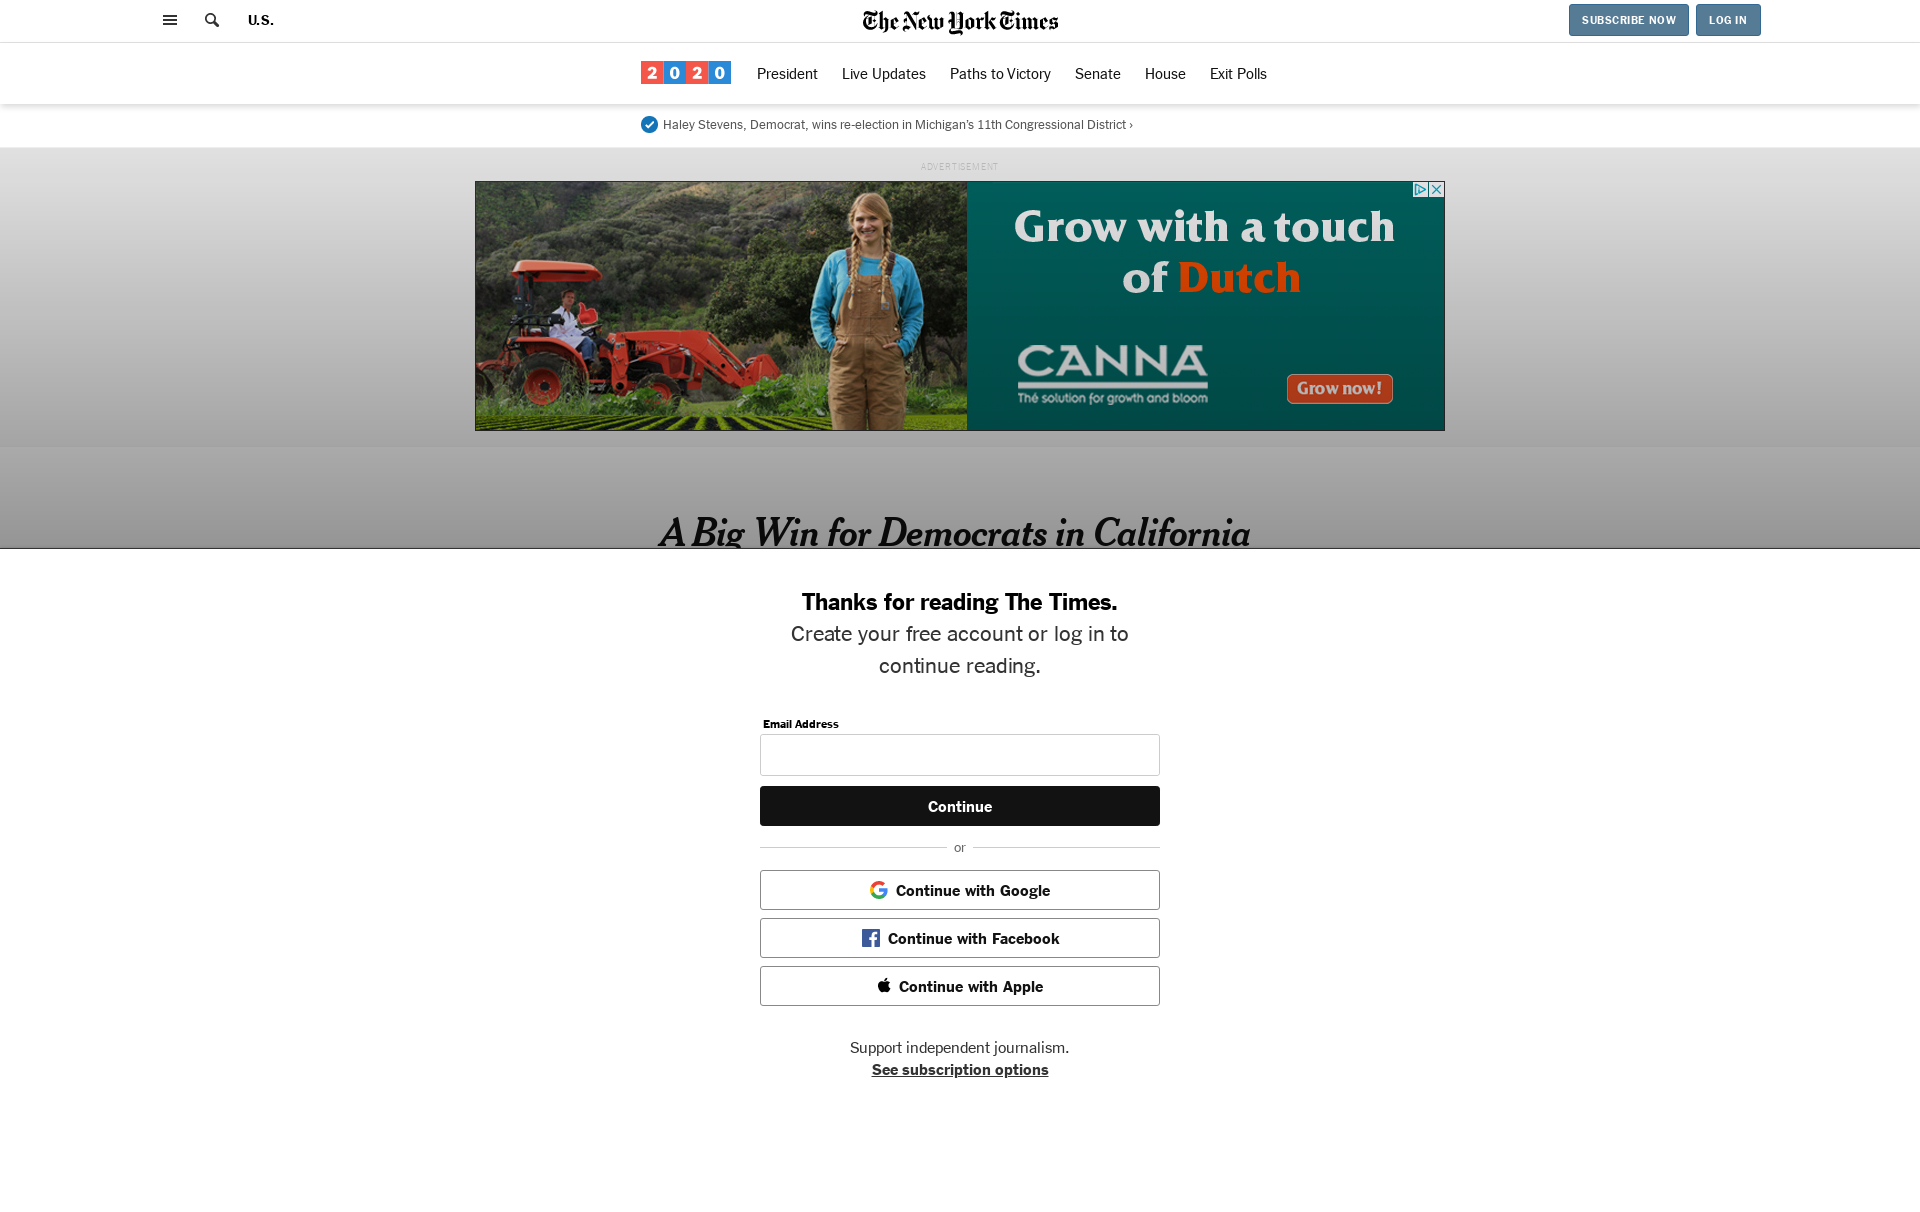 U.S.
The New York Times
SUBSCRIBE NOW
LOG IN
2020
President
Live Updates
Paths to Victory
Senate
House
Exit Polls
Haley Stevens, Democrat, wins re-election in Michigan’s 11th Congressional District ›
ADVERTISEMENT
Grow with a touch
of Dutch
CANNA
The solution for growth and bloom
Grow now!
A Big Win for Democrats in California
Thanks for reading The Times.
Create your free account or log in to
continue reading.
Email Address
Continue
or
Continue with Google
Continue with Facebook
Continue with Apple
Support independent journalism.
See subscription options